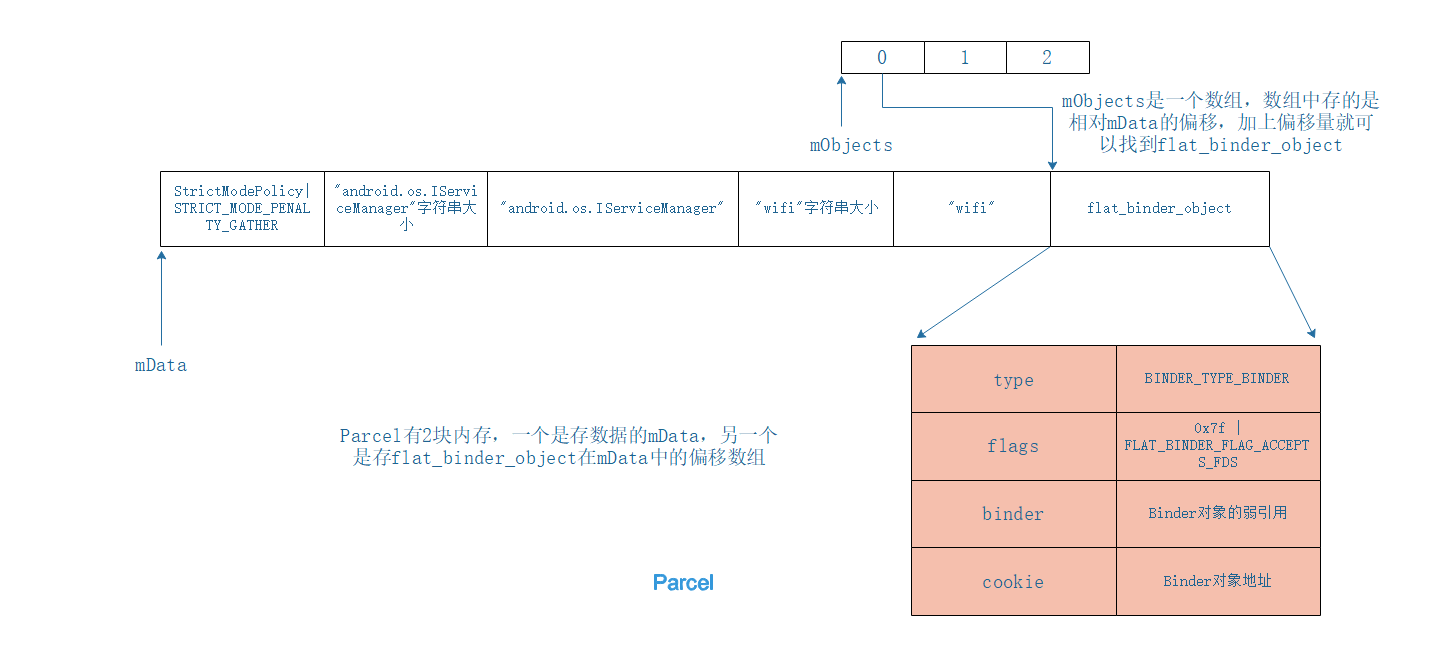 0 1 2
mObjects是一个数组，数组中存的是
相对mData的偏移，加上偏移量就可
以找到flat_binder_object
mObjects
StrictModePolicy|
STRICT_MODE_PENAL
TY_GATHER
"android.os.IServi
ceManager"字符串大
小
"android.os.IServiceManager"
"wifi"字符串大小
"wifi"
flat_binder_object
mData
type
BINDER_TYPE_BINDER
flags
0x7f |
FLAT_BINDER_FLAG_ACCEPT
S_FDS
binder
Binder对象的弱引用
cookie
Binder对象地址
Parcel有2块内存，一个是存数据的mData，另一个
是存flat_binder_object在mData中的偏移数组
Parcel